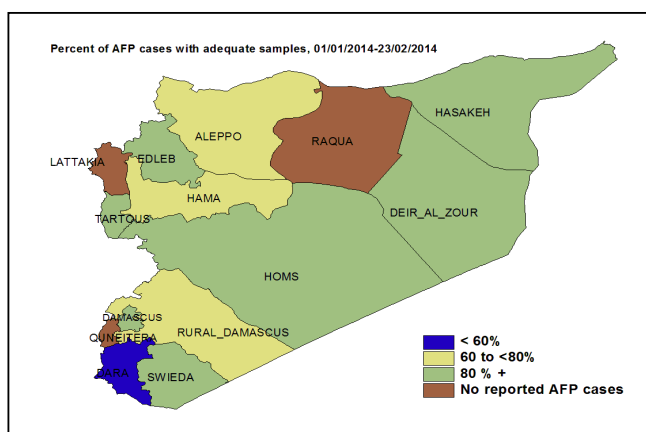 Percent of AFP cases with adequate samples, 01/01/2014-23/02/2014
HASAKEH
ALEPPO
RAQUA
LATTAKIA
EDLEB
HAMA
TARTOUS
DEIR_AL_ZOUR
HOMS
DAMASCUS
QUNEITERA
RURAL_DAMASCUS
DARA
SWIEDA
< 60%
60 to <80%
80 % +
No reported AFP cases